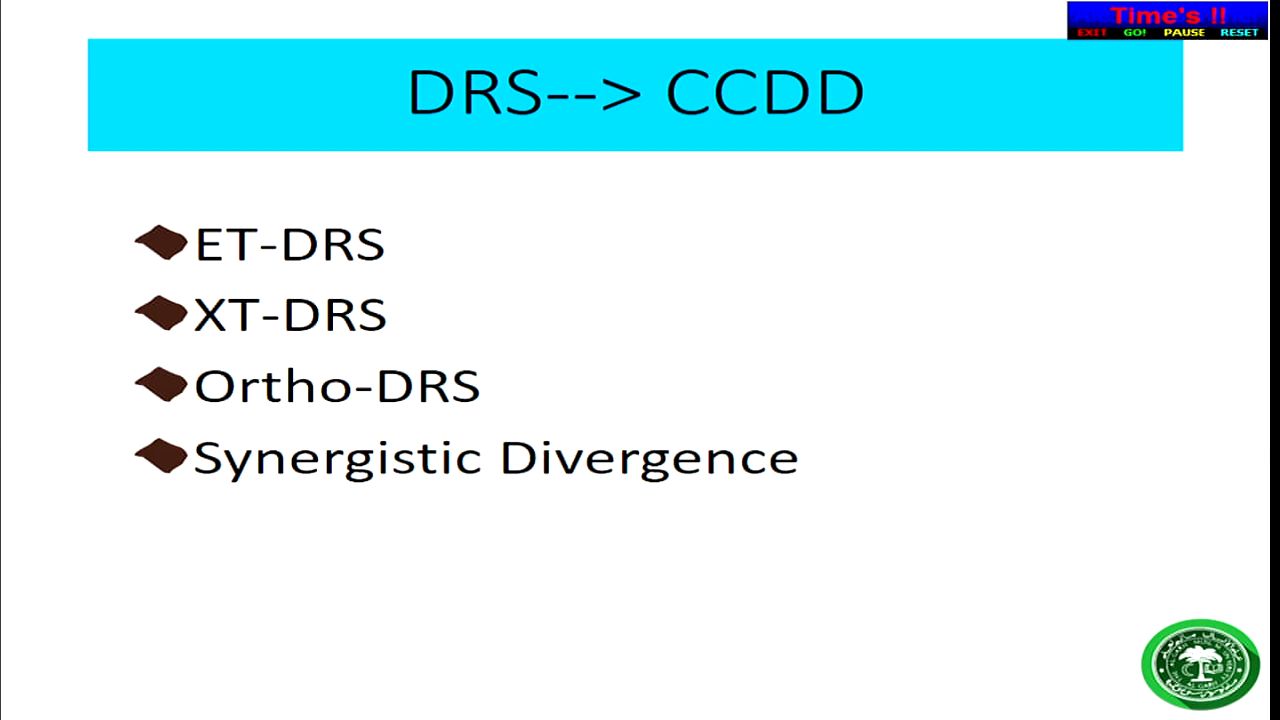 Time's !!
EXIT GO! PAUSE RESET
DRS--> CCDD
ET-DRS
XT-DRS
Ortho-DRS
Synergistic Divergence